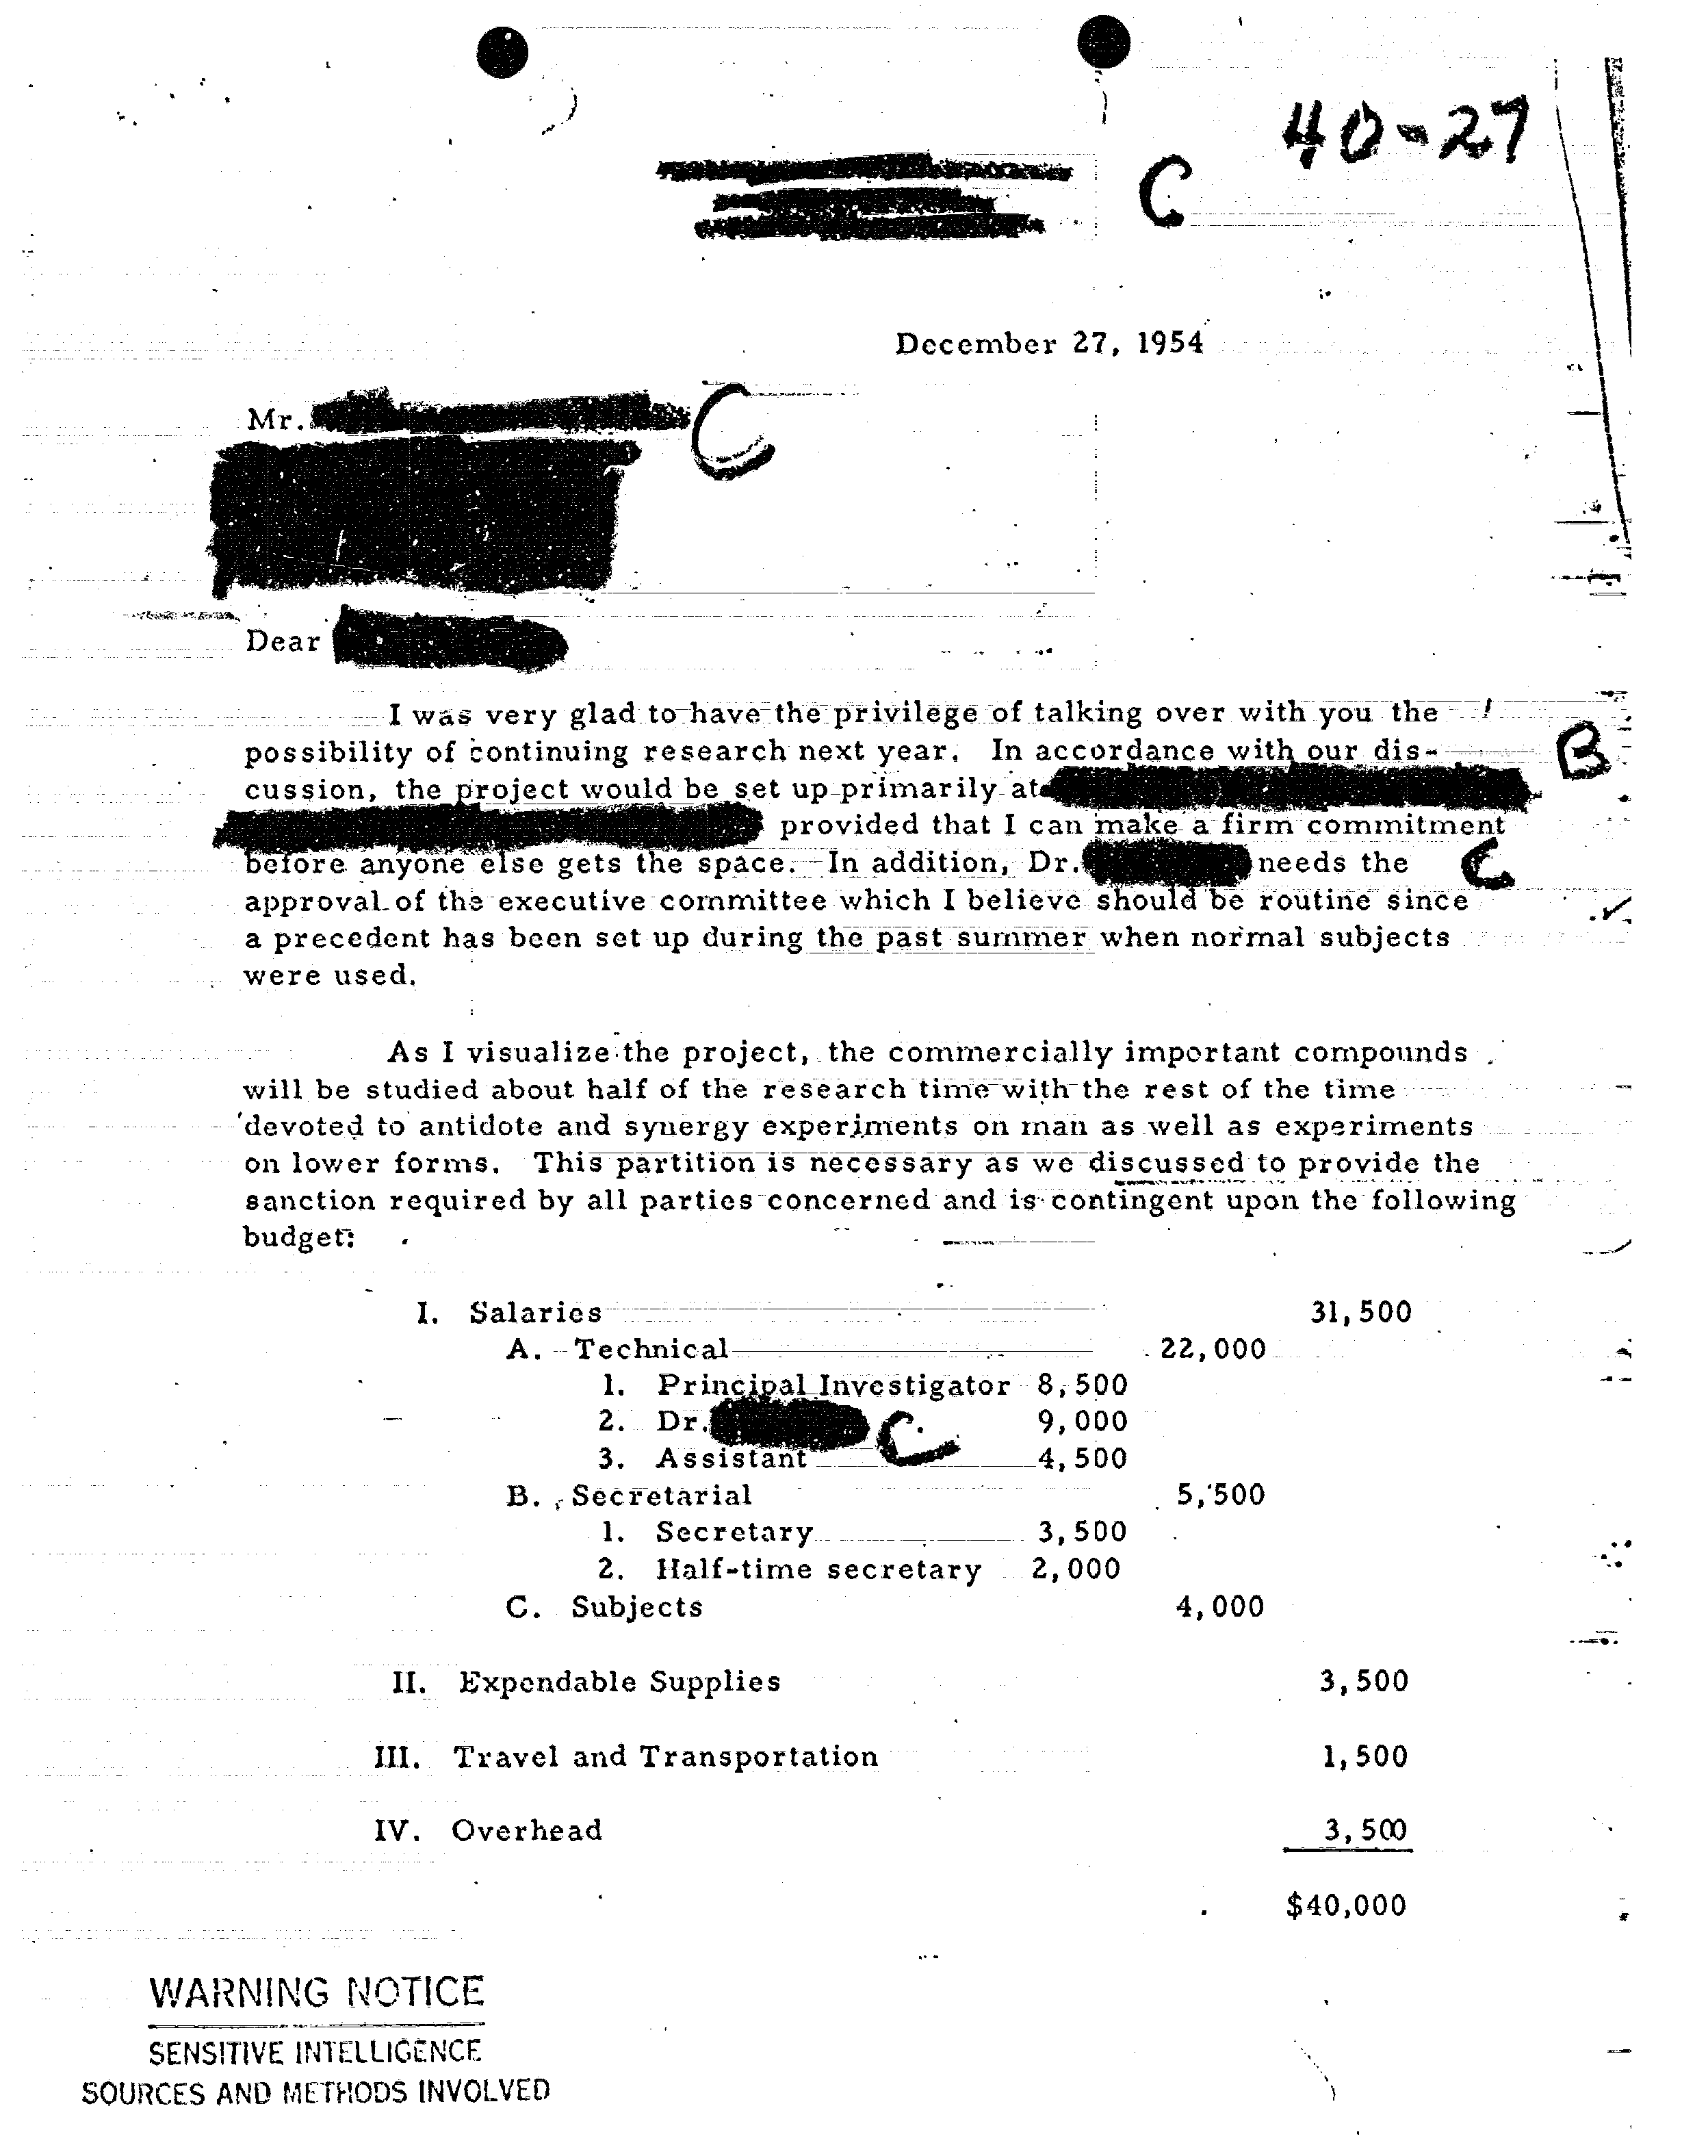 40-27
C
December 27, 1954
Mr.
C
Dear
I was very glad to have the privilege of talking over with you the
possibility of continuing research next year. In accordance with our dis-
B
cussion, the project would be set up primarily at
provided that I can make a firm commitment
before anyone else gets the space. In addition, Dr. needs the
C
approval of the executive committee which I believe should be routine since
a precedent has been set up during the past summer when normal subjects
were used.
As I visualize the project, the commercially important compounds
will be studied about half of the research time with the rest of the time
devoted to antidote and synergy experiments on man as well as experiments
on lower forms. This partition is necessary as we discussed to provide the
sanction required by all parties concerned and is contingent upon the following
budget:
I. Salaries 31,500
A. Technical 22,000
1. Principal Investigator 8,500
2. Dr. C. 9,000
3. Assistant 4,500
B. Secretarial 5,500
1. Secretary 3,500
2. Half-time secretary 2,000
C. Subjects 4,000
II. Expendable Supplies 3,500
III. Travel and Transportation 1,500
IV. Overhead 3,500
$40,000
WARNING NOTICE
SENSITIVE INTELLIGENCE
SOURCES AND METHODS INVOLVED